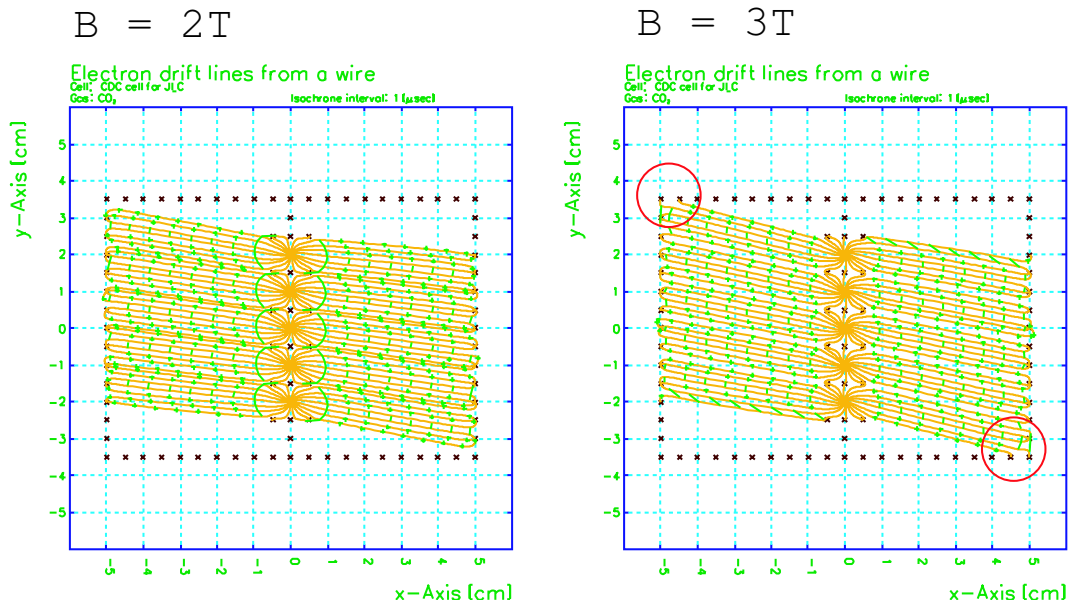 B = 2T
Electron drift lines from a wire
Cell: CDC cell for JLC
Gas: CO₂ Isochrone interval: 1 [μsec]
y-Axis [cm]
5
4
3
2
1
0
-1
-2
-3
-4
-5
-5 -4 -3 -2 -1 0 1 2 3 4 5
x-Axis [cm]
B = 3T
Electron drift lines from a wire
Cell: CDC cell for JLC
Gas: CO₂ Isochrone interval: 1 [μsec]
y-Axis [cm]
5
4
3
2
1
0
-1
-2
-3
-4
-5
-5 -4 -3 -2 -1 0 1 2 3 4 5
x-Axis [cm]